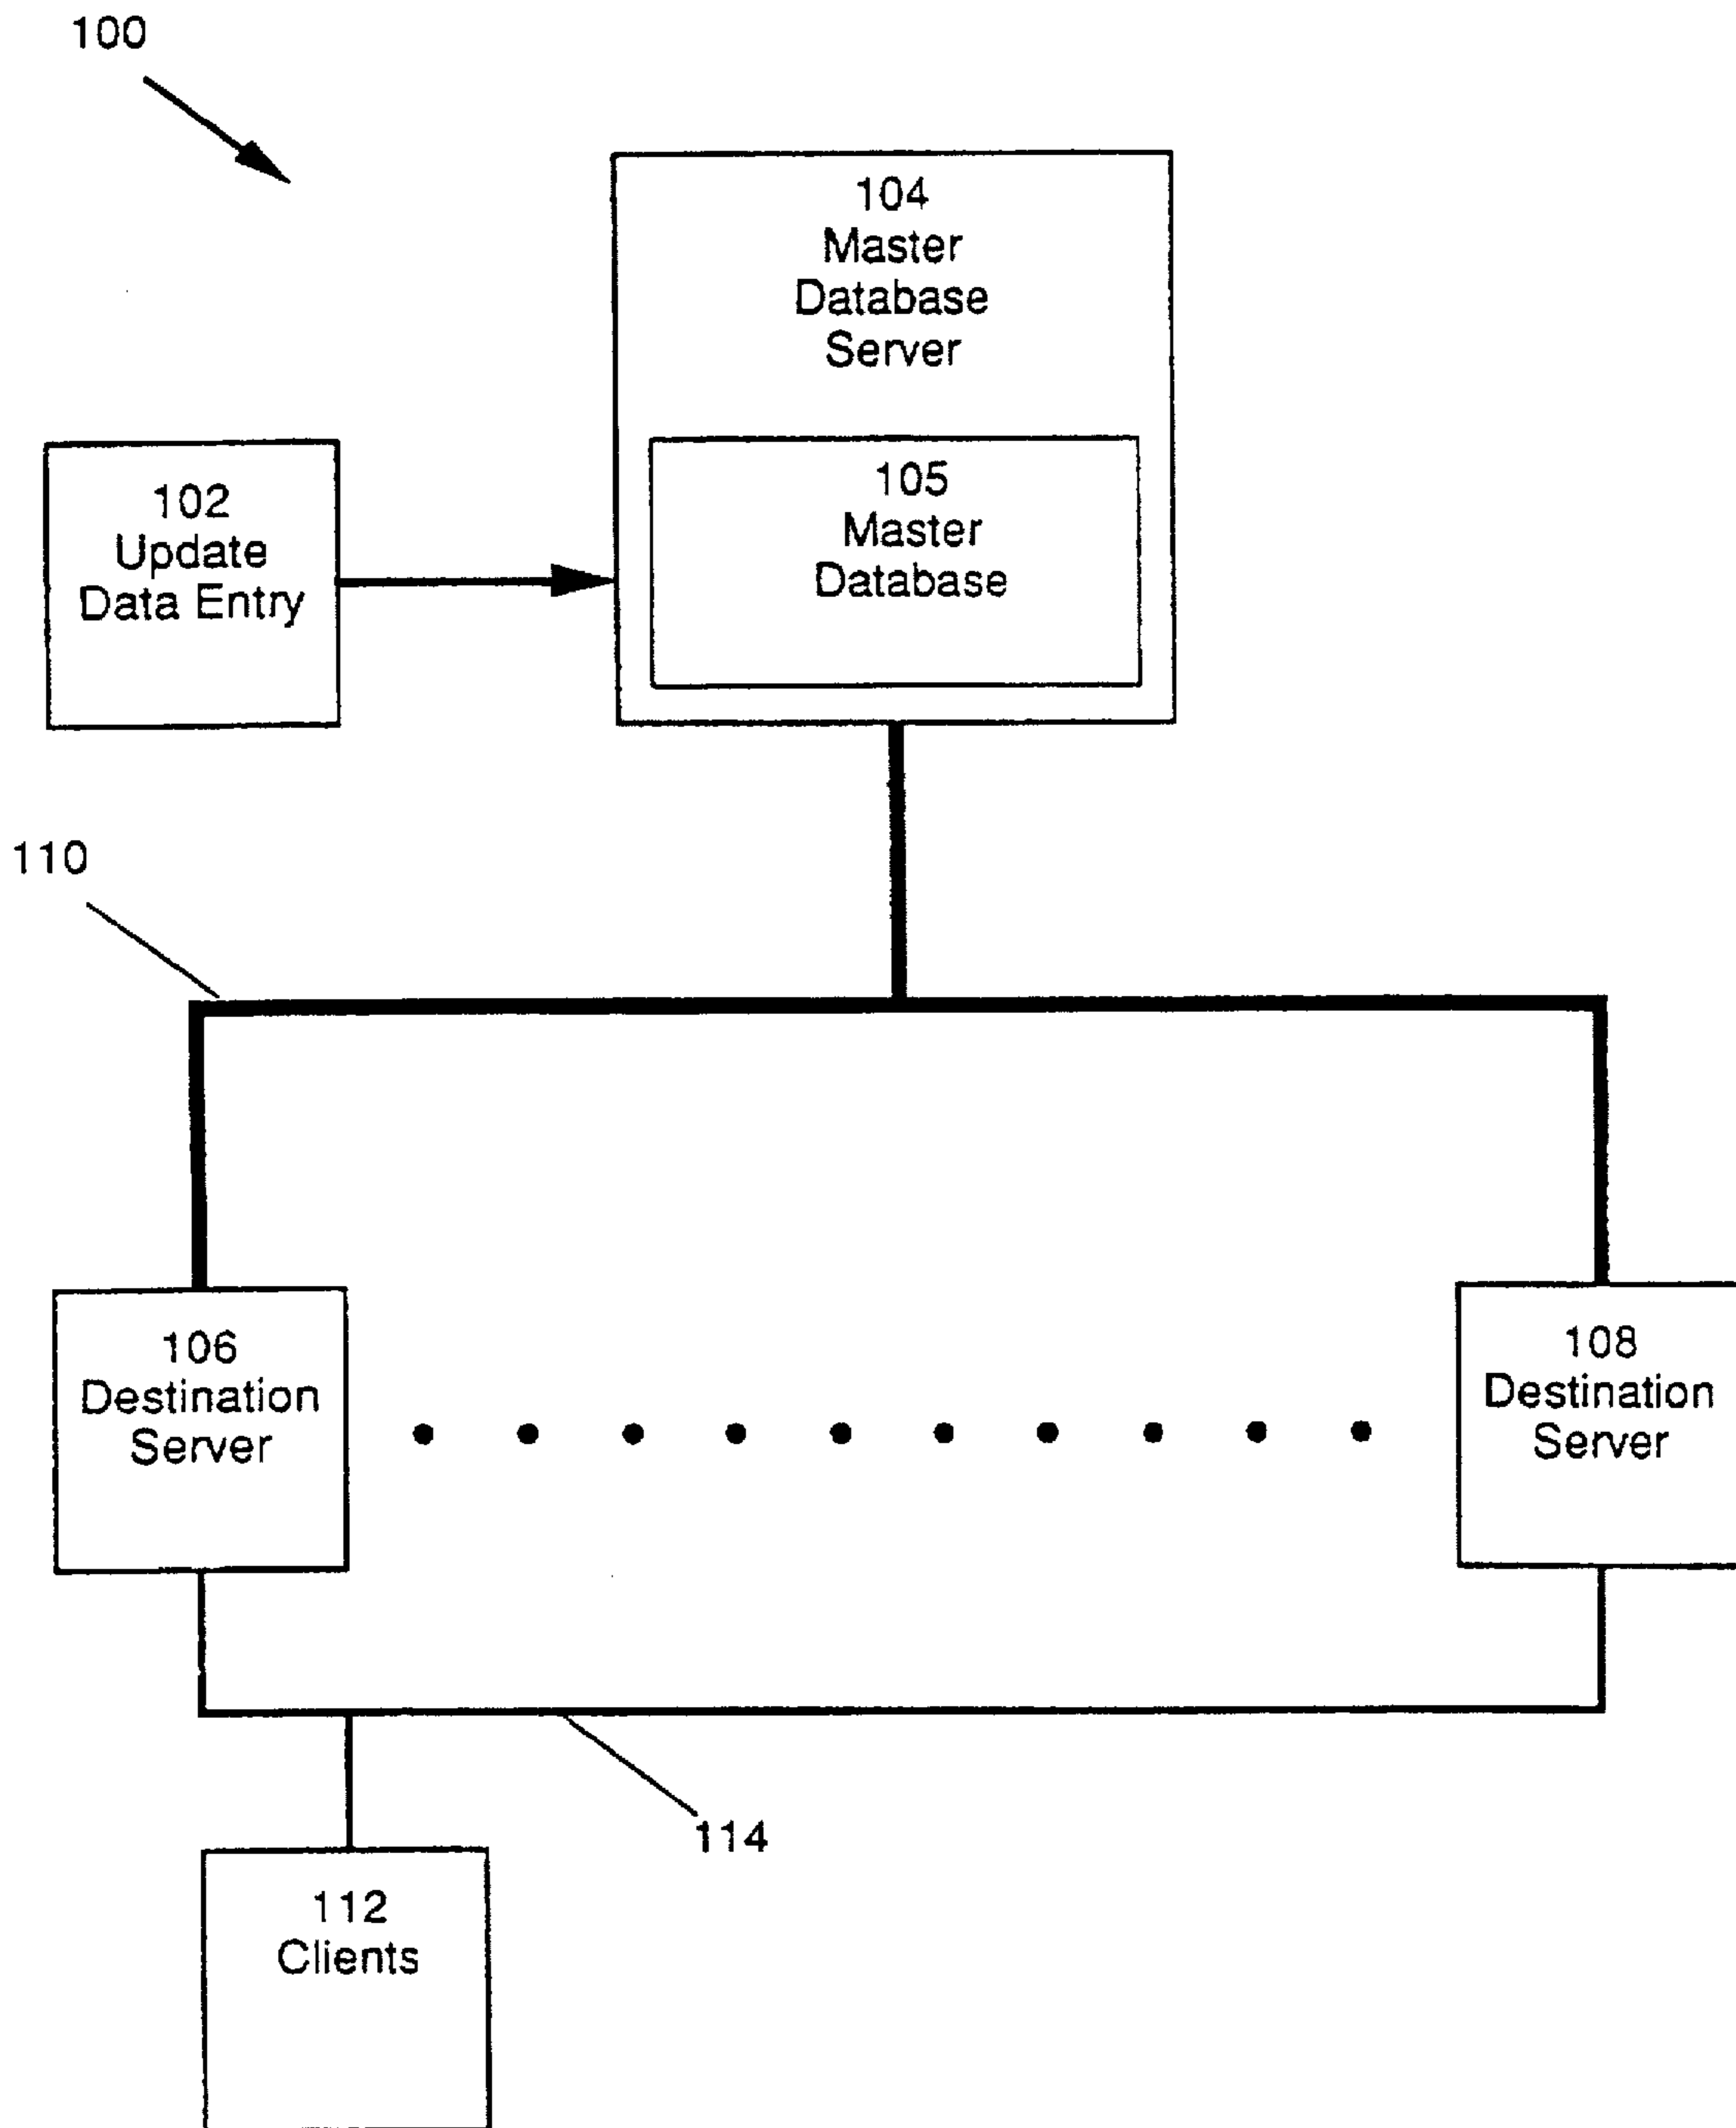 100
104
Master
Database
Server
105
Master
Database
102
Update
Data Entry
110
106
Destination
Server
108
Destination
Server
114
112
Clients